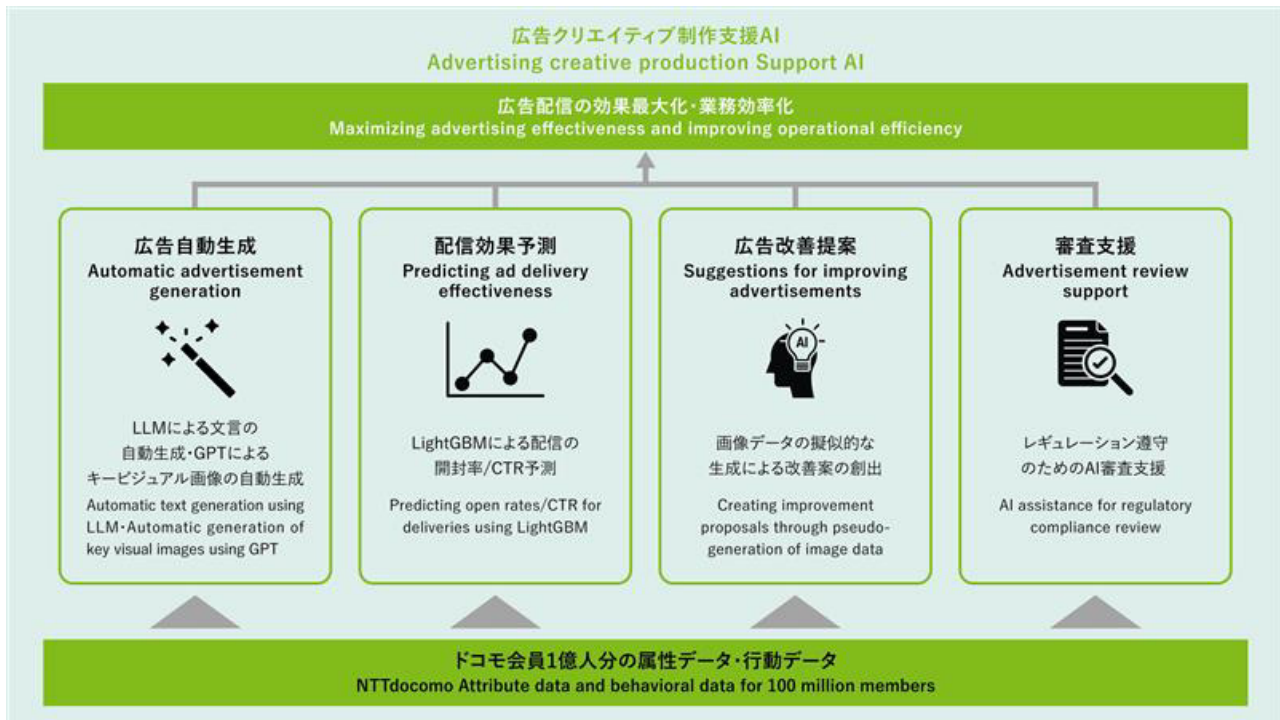 広告クリエイティブ制作支援AI
Advertising creative production Support AI
広告配信の効果最大化・業務効率化
Maximizing advertising effectiveness and improving operational efficiency
広告自動生成
Automatic advertisement
generation
LLMによる文言の
自動生成・GPTによる
キービジュアル画像の自動生成
Automatic text generation using
LLM・Automatic generation of
key visual images using GPT
配信効果予測
Predicting ad delivery
effectiveness
LightGBMによる配信の
開封率/CTR予測
Predicting open rates/CTR for
deliveries using LightGBM
広告改善提案
Suggestions for improving
advertisements
AI
画像データの擬似的な
生成による改善案の創出
Creating improvement
proposals through pseudo-
generation of image data
審査支援
Advertisement review
support
レギュレーション遵守
のためのAI審査支援
AI assistance for regulatory
compliance review
ドコモ会員1億人分の属性データ・行動データ
NTTdocomo Attribute data and behavioral data for 100 million members